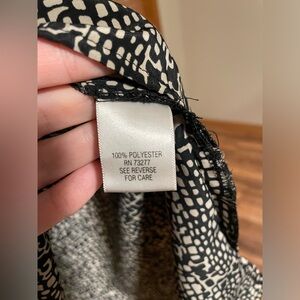 100% POLYESTER
RN 73277
SEE REVERSE
FOR CARE